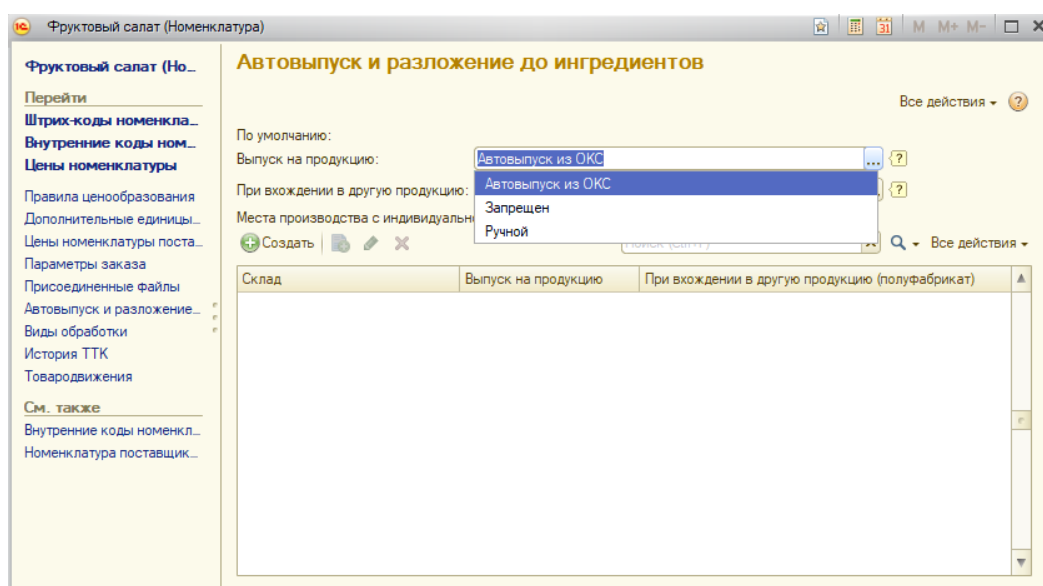 Фруктовый салат (Номенклатура)
M M+ M-
Фруктовый салат (Но...
Перейти
Штрих-коды номенкла...
Внутренние коды ном...
Цены номенклатуры
Правила ценообразования
Дополнительные единицы...
Цены номенклатуры поста...
Параметры заказа
Присоединенные файлы
Автовыпуск и разложение...
Виды обработки
История ТТК
Товародвижения
См. также
Внутренние коды номенкл...
Номенклатура поставщик...
Автовыпуск и разложение до ингредиентов
Все действия
По умолчанию:
Выпуск на продукцию: Автовыпуск из ОКС ... ?
Автовыпуск из ОКС
При вхождении в другую продукцию: ?
Запрещен
Места производства с индивидуальн
Ручной
Создать Поиск (Ctrl+F) Все действия
Склад Выпуск на продукцию При вхождении в другую продукцию (полуфабрикат)